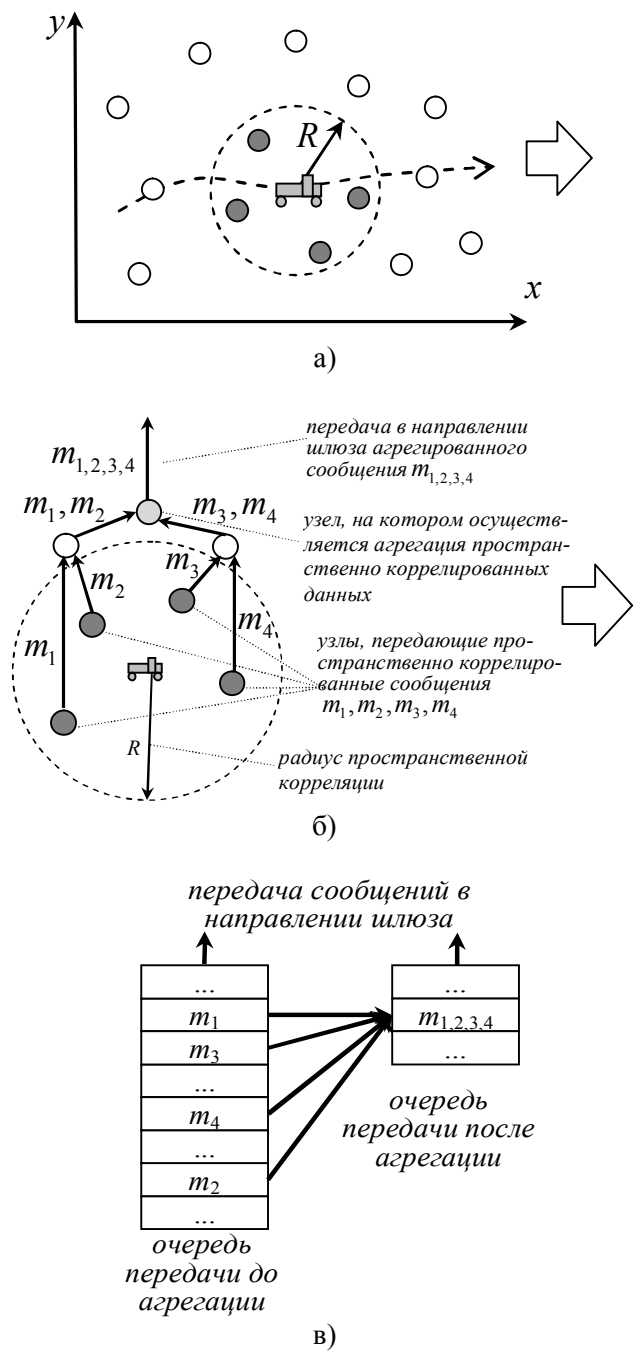 y
R
x
а)
m₁,₂,₃,₄
передача в направлении
шлюза агрегированного
сообщения m₁,₂,₃,₄
m₁, m₂
m₃, m₄
узел, на котором осуществ-
ляется агрегация простран-
ственно коррелированных
данных
m₂
m₃
m₁
m₄
узлы, передающие про-
странственно коррелиро-
ванные сообщения
m₁, m₂, m₃, m₄
R
радиус пространственной
корреляции
б)
передача сообщений в
направлении шлюза
...
m₁
m₃
...
m₄
...
m₂
...
...
m₁,₂,₃,₄
...
очередь
передачи после
агрегации
очередь
передачи до
агрегации
в)